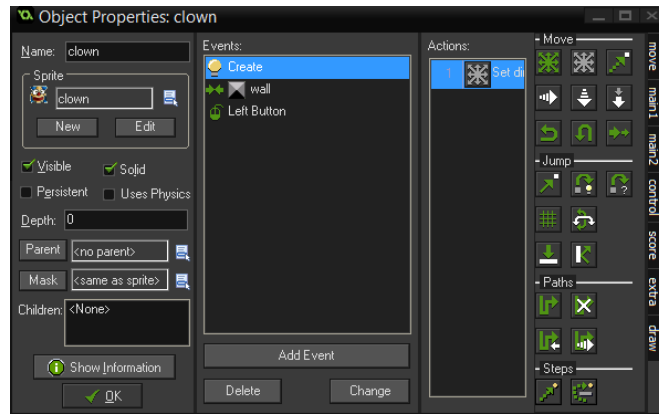 Object Properties: clown
Name: clown
Sprite
clown
New Edit
Visible Solid
Persistent Uses Physics
Depth: 0
Parent <no parent>
Mask <same as sprite>
Children: <None>
Show Information
OK
Events:
Create
wall
Left Button
Add Event
Delete Change
Actions:
1 Set di
Move
Jump
Paths
Steps
move
main1
main2
control
score
extra
draw